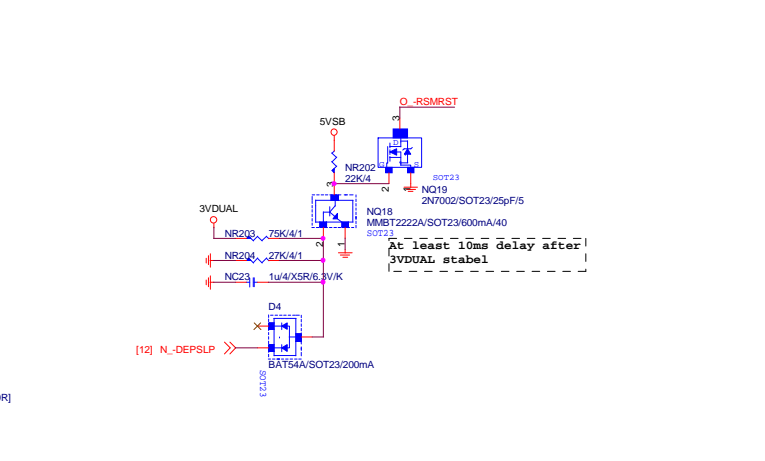 O_-RSMRST
3
5VSB
D
G
S
NR202
22K/4
3
SOT23
2
NQ19
2N7002/SOT23/25pF/5
3VDUAL
NQ18
MMBT2222A/SOT23/600mA/40
SOT23
NR203 75K/4/1
2
1
At least 10ms delay after
3VDUAL stabel
NR204 27K/4/1
NC23 1u/4/X5R/6.3V/K
D4
[12] N_-DEPSLP
BAT54A/SOT23/200mA
SOT23
R]